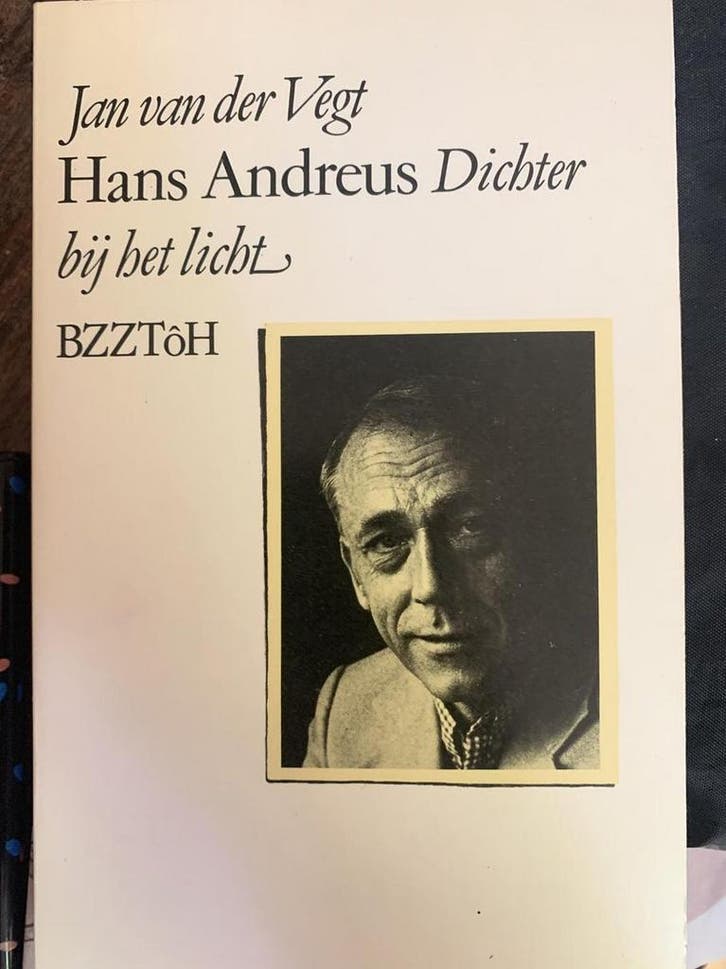 Jan van der Vegt
Hans Andreus Dichter
bij het licht
BZZTôH